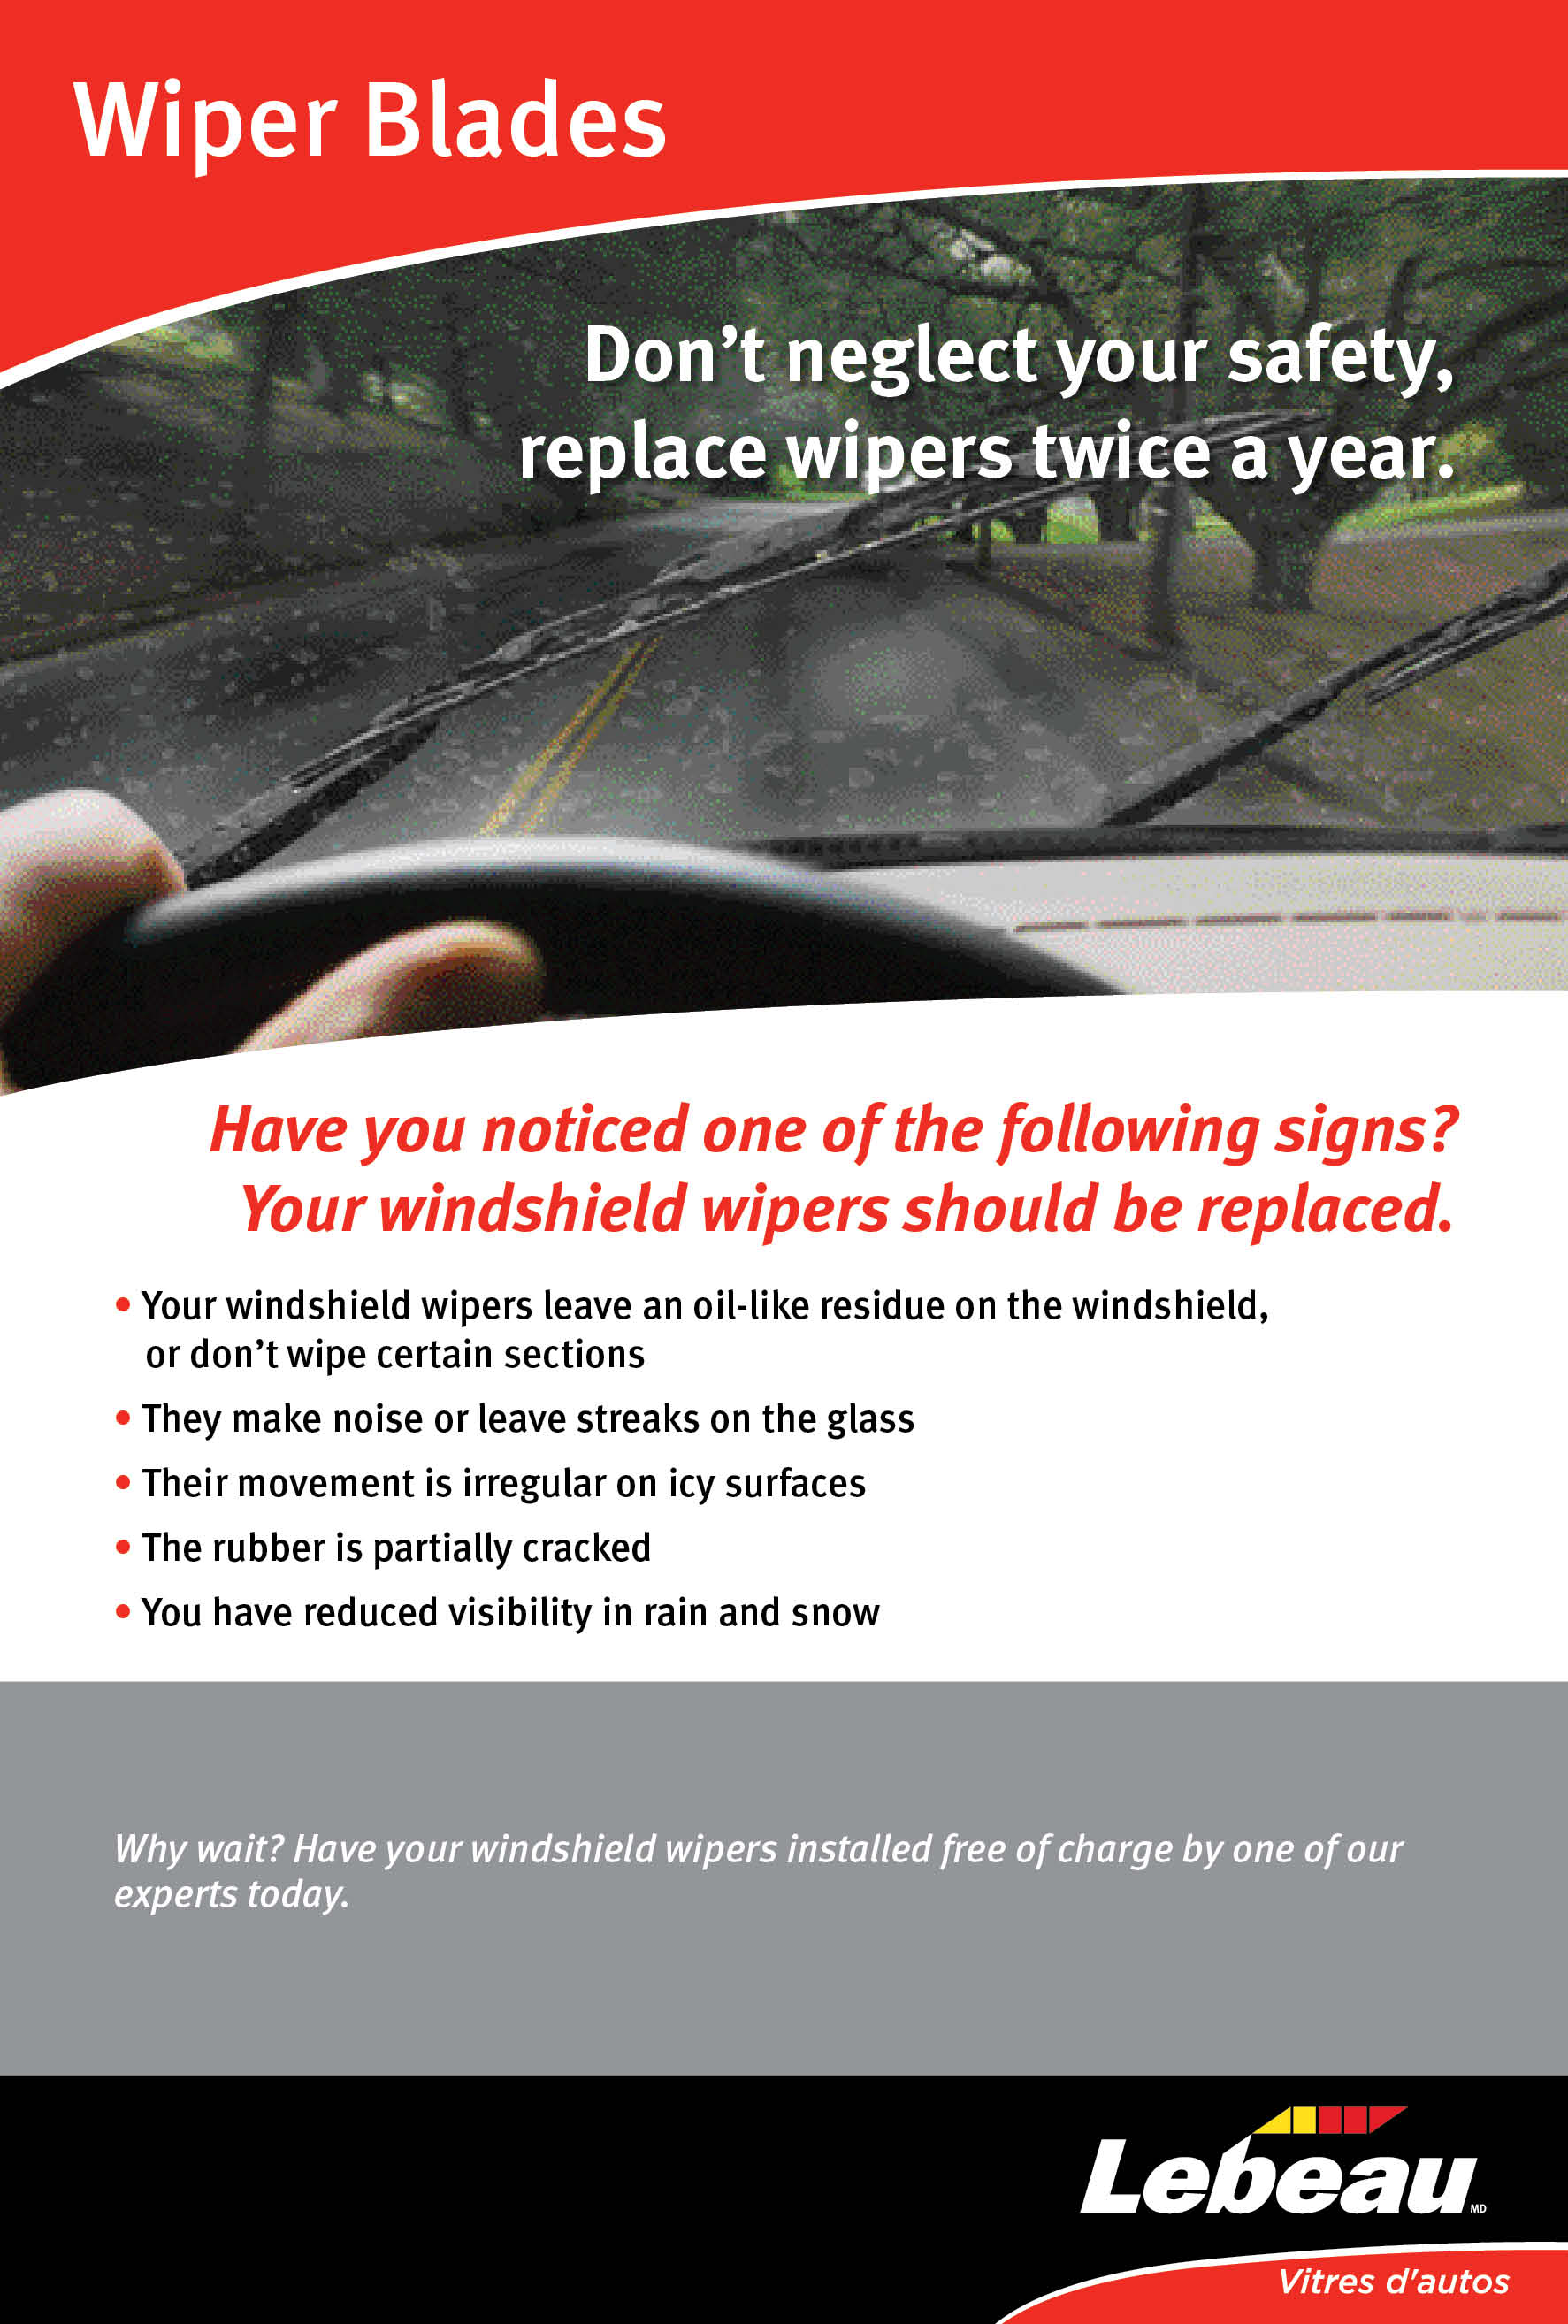 Wiper Blades
Don’t neglect your safety,
replace wipers twice a year.
Have you noticed one of the following signs?
Your windshield wipers should be replaced.
• Your windshield wipers leave an oil-like residue on the windshield,
or don’t wipe certain sections
• They make noise or leave streaks on the glass
• Their movement is irregular on icy surfaces
• The rubber is partially cracked
• You have reduced visibility in rain and snow
Why wait? Have your windshield wipers installed free of charge by one of our
experts today.
Lebeau MD
Vitres d'autos